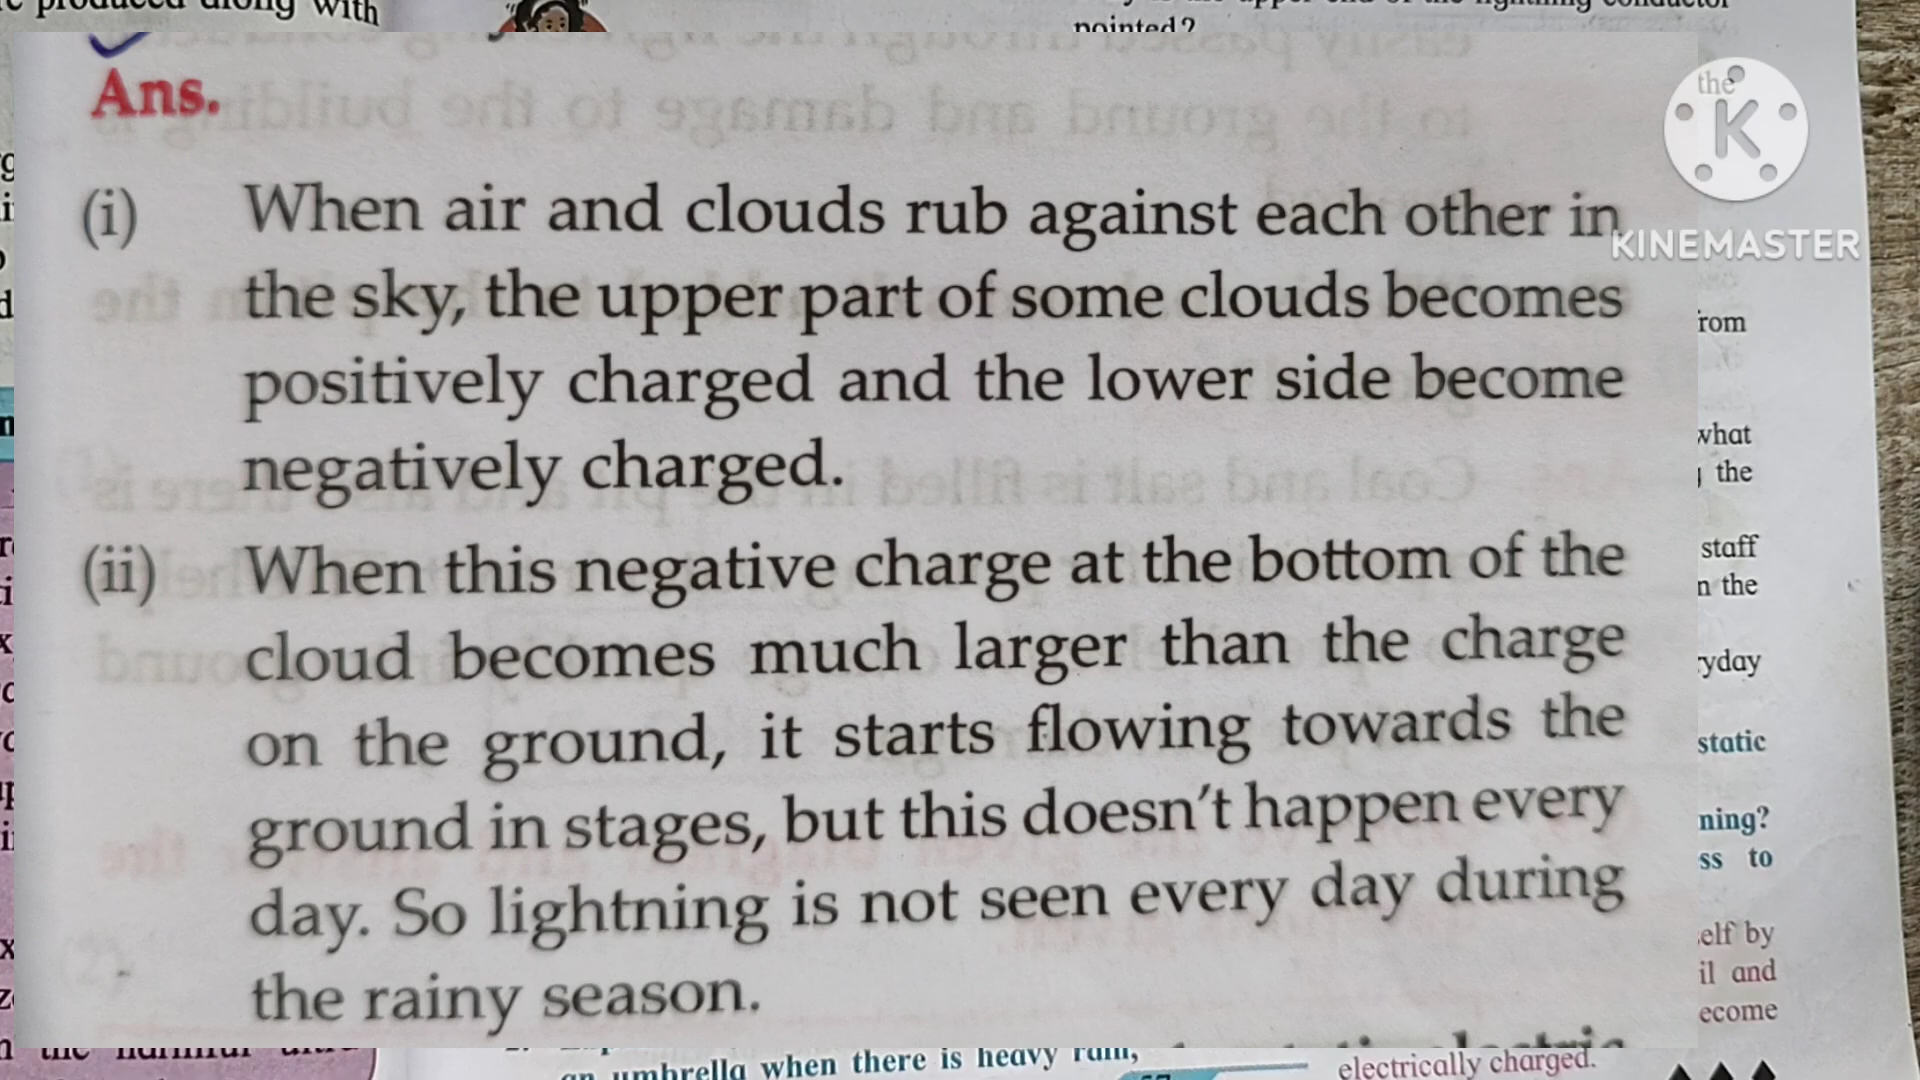 produced along with
pointed?
Ans.
(i) When air and clouds rub against each other in
the sky, the upper part of some clouds becomes
positively charged and the lower side become
negatively charged.
(ii) When this negative charge at the bottom of the
cloud becomes much larger than the charge
on the ground, it starts flowing towards the
ground in stages, but this doesn't happen every
day. So lightning is not seen every day during
the rainy season.
the K
KINEMASTER
rom
what
the
staff
n the
ryday
static
ning?
ss to
elf by
il and
ecome
an umbrella when there is heavy rain,
electrically charged.